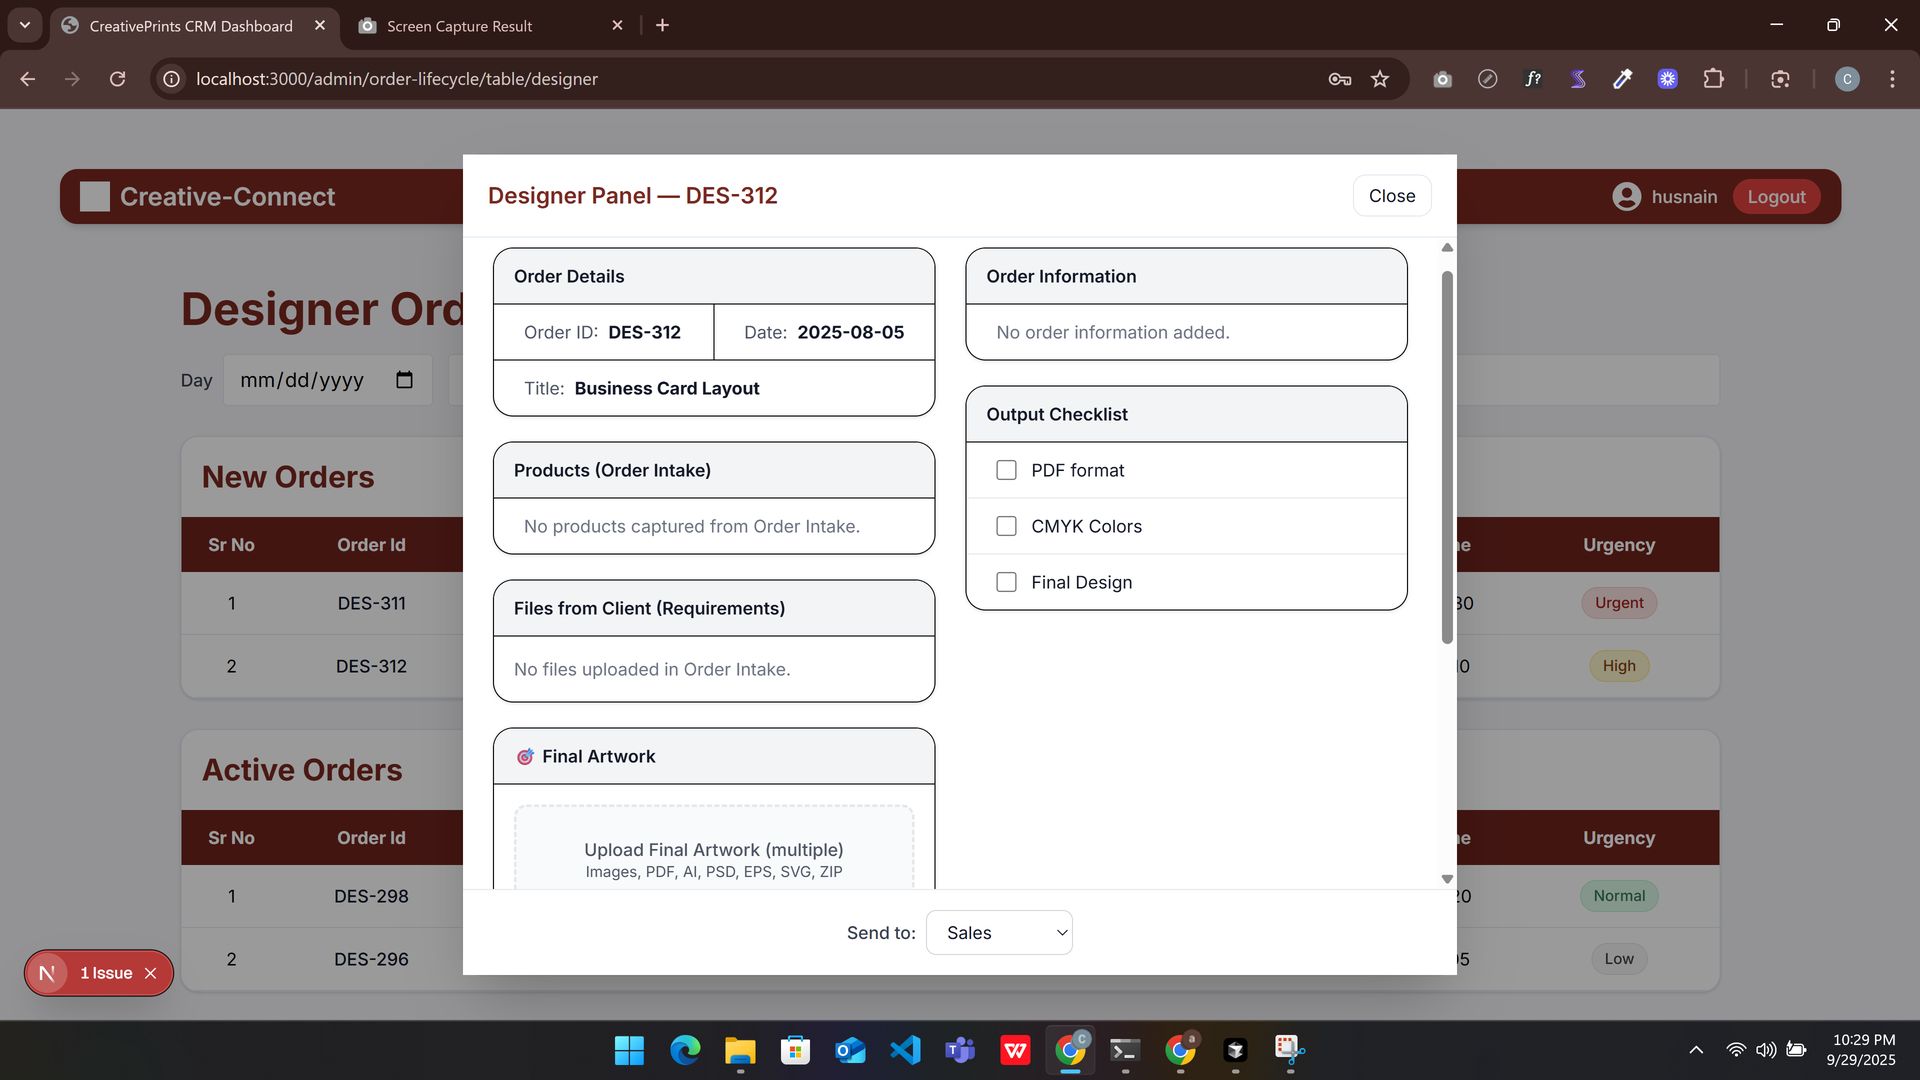 CreativePrints CRM Dashboard
Screen Capture Result
localhost:3000/admin/order-lifecycle/table/designer
C
Creative-Connect
husnain
Logout
Designer Ord
Day
mm/dd/yyyy
New Orders
Sr No
Order Id
Urgency
1
DES-311
30
Urgent
2
DES-312
High
Active Orders
Sr No
Order Id
Urgency
1
DES-298
20
Normal
2
DES-296
Low
Designer Panel — DES-312
Close
Order Details
Order ID: DES-312
Date: 2025-08-05
Title: Business Card Layout
Products (Order Intake)
No products captured from Order Intake.
Files from Client (Requirements)
No files uploaded in Order Intake.
Final Artwork
Upload Final Artwork (multiple)
Images, PDF, AI, PSD, EPS, SVG, ZIP
Order Information
No order information added.
Output Checklist
PDF format
CMYK Colors
Final Design
Send to:
Sales
N
1 Issue
10:29 PM
9/29/2025